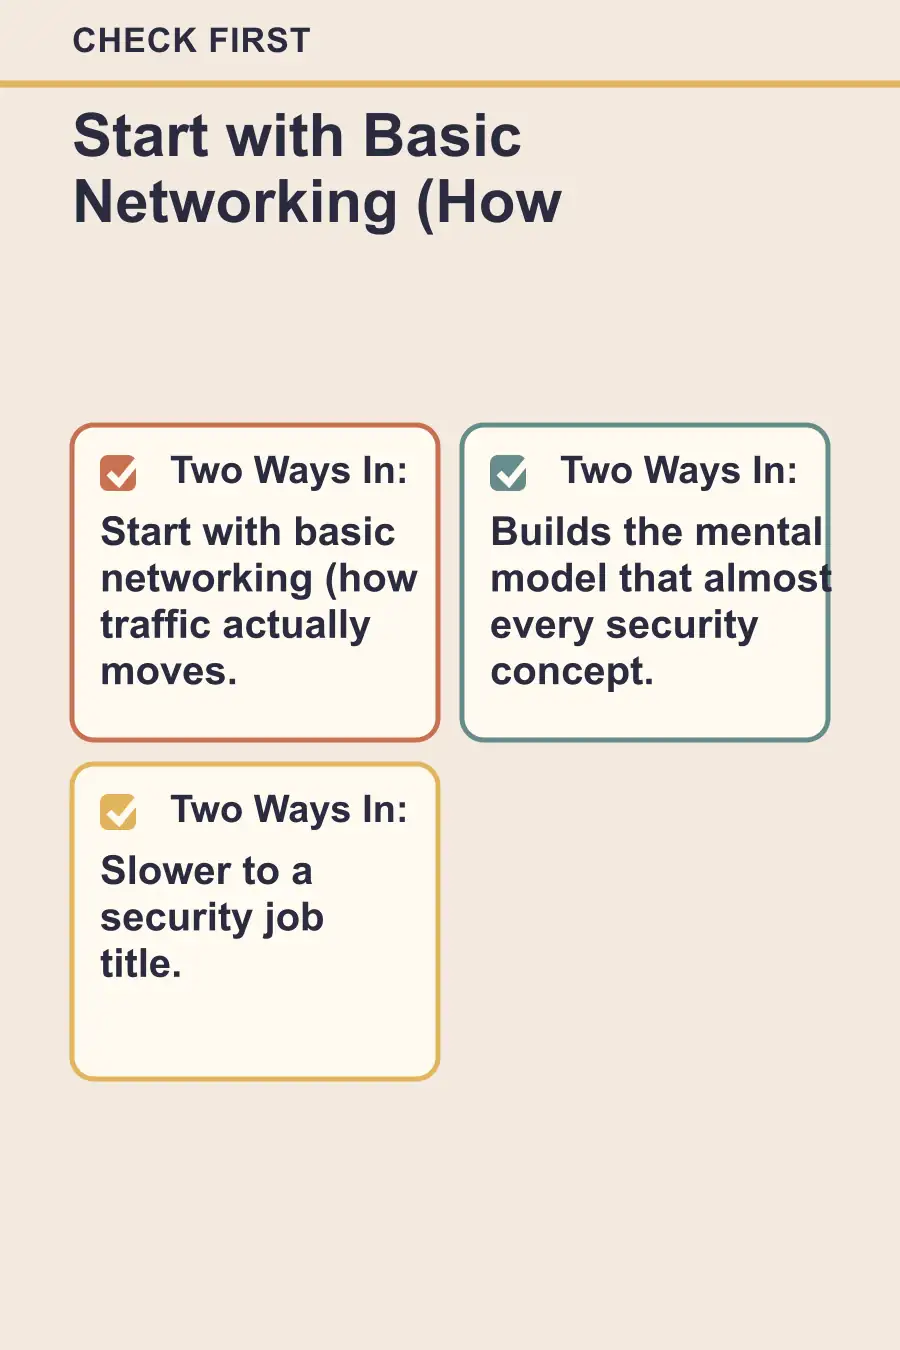 CHECK FIRST
Start with Basic
Networking (How
Two Ways In:
Start with basic
networking (how
traffic actually
moves.
Two Ways In:
Builds the mental
model that almost
every security
concept.
Two Ways In:
Slower to a
security job
title.